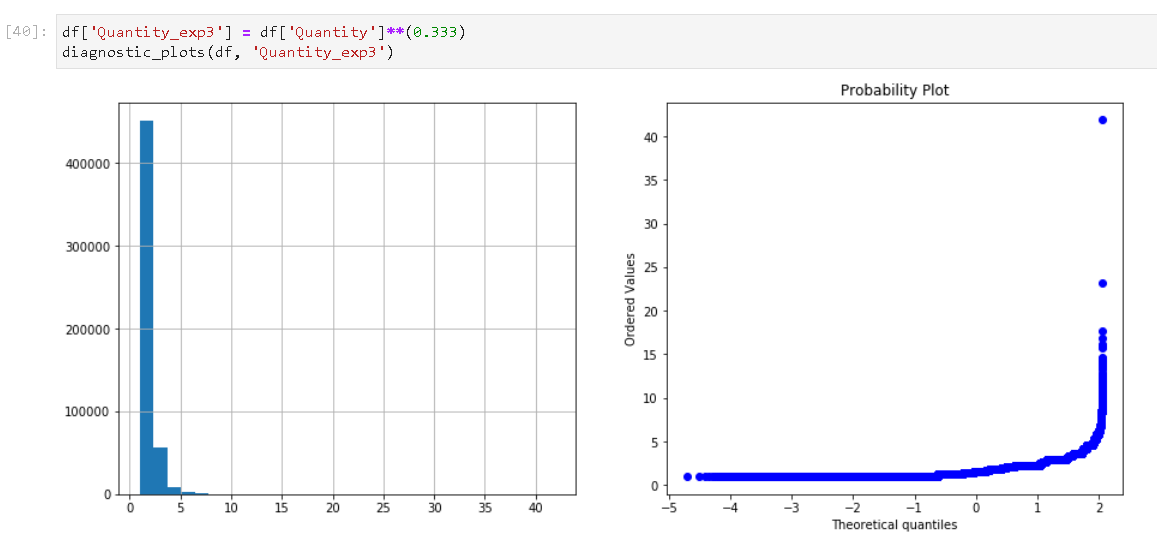 [40]: df['Quantity_exp3'] = df['Quantity']**(0.333)
diagnostic_plots(df, 'Quantity_exp3')
Probability Plot
400000
300000
200000
100000
0
0 5 10 15 20 25 30 35 40
Ordered Values
40
35
30
25
20
15
10
5
0
−5 −4 −3 −2 −1 0 1 2
Theoretical quantiles